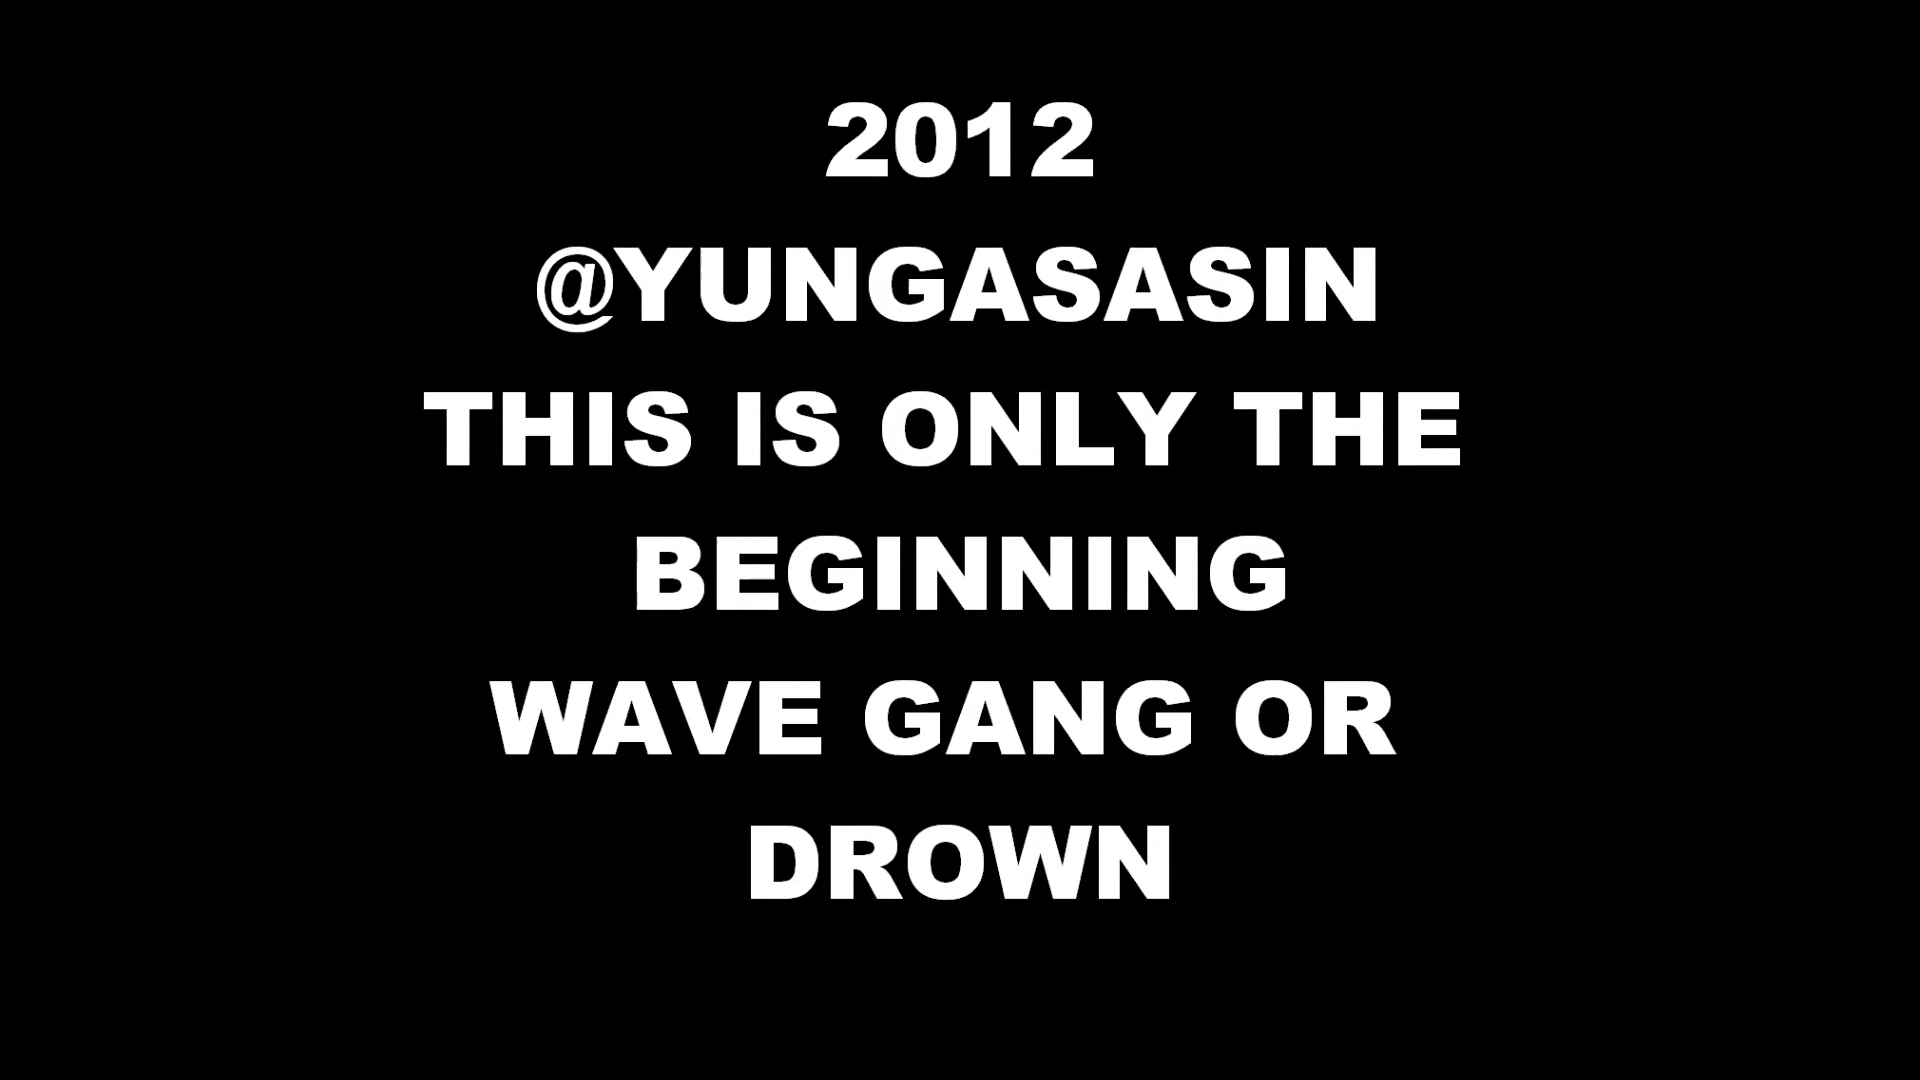 2012
@YUNGASASIN
THIS IS ONLY THE
BEGINNING
WAVE GANG OR
DROWN